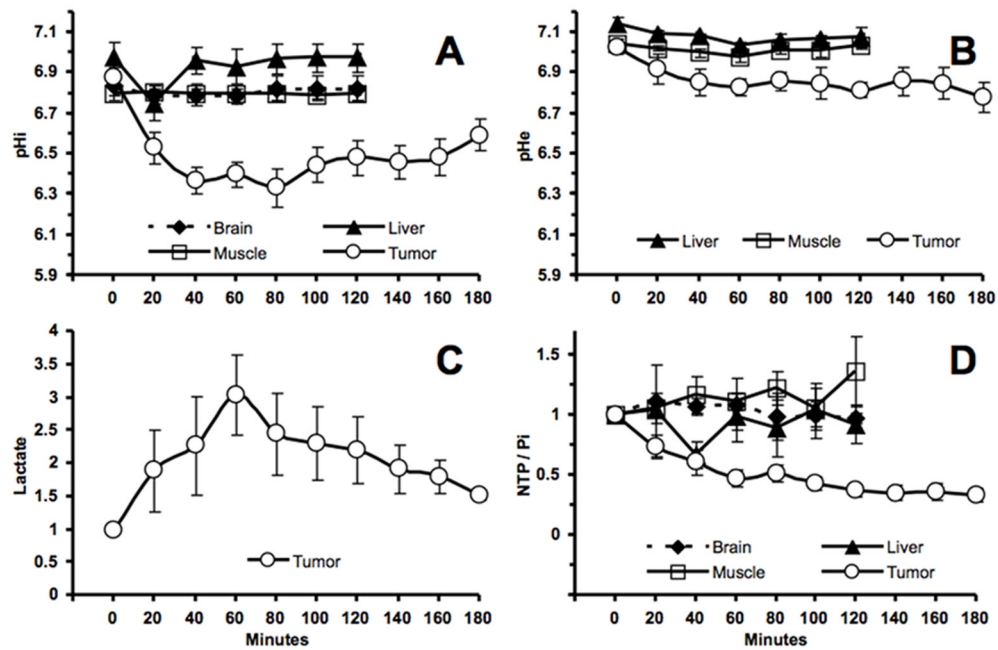 A
7.1
6.9
6.7
6.5
6.3
6.1
5.9
pHi
Brain
Liver
Muscle
Tumor
0 20 40 60 80 100 120 140 160 180
B
7.1
6.9
6.7
6.5
6.3
6.1
5.9
pHe
Liver Muscle Tumor
0 20 40 60 80 100 120 140 160 180
C
4
3.5
3
2.5
2
1.5
1
0.5
0
Lactate
Tumor
0 20 40 60 80 100 120 140 160 180
Minutes
D
1.5
1
0.5
0
NTP / Pi
Brain
Liver
Muscle
Tumor
0 20 40 60 80 100 120 140 160 180
Minutes